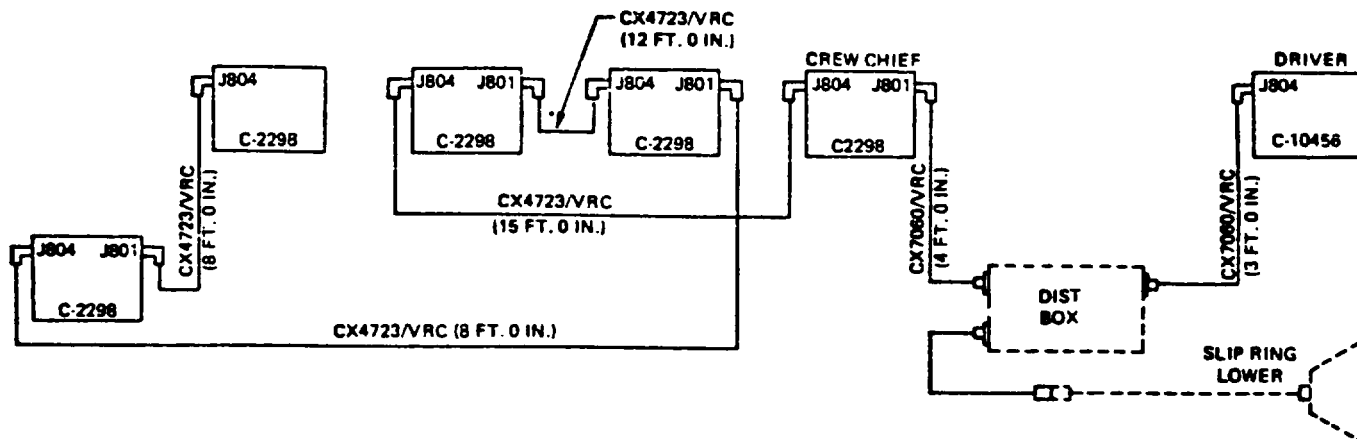 CX4723/VRC
(12 FT. 0 IN.)
J804
C-2298
J804 J801
C-2298
J804 J801
C-2298
CREW CHIEF
J804 J801
C2298
DRIVER
J804
C-10456
CX4723/VRC
(8 FT. 0 IN.)
CX4723/VRC
(15 FT. 0 IN.)
CX7060/VRC
(4 FT. 0 IN.)
CX7060/VRC
(3 FT. 0 IN.)
J804 J801
C-2298
DIST
BOX
CX4723/VRC (8 FT. 0 IN.)
SLIP RING
LOWER